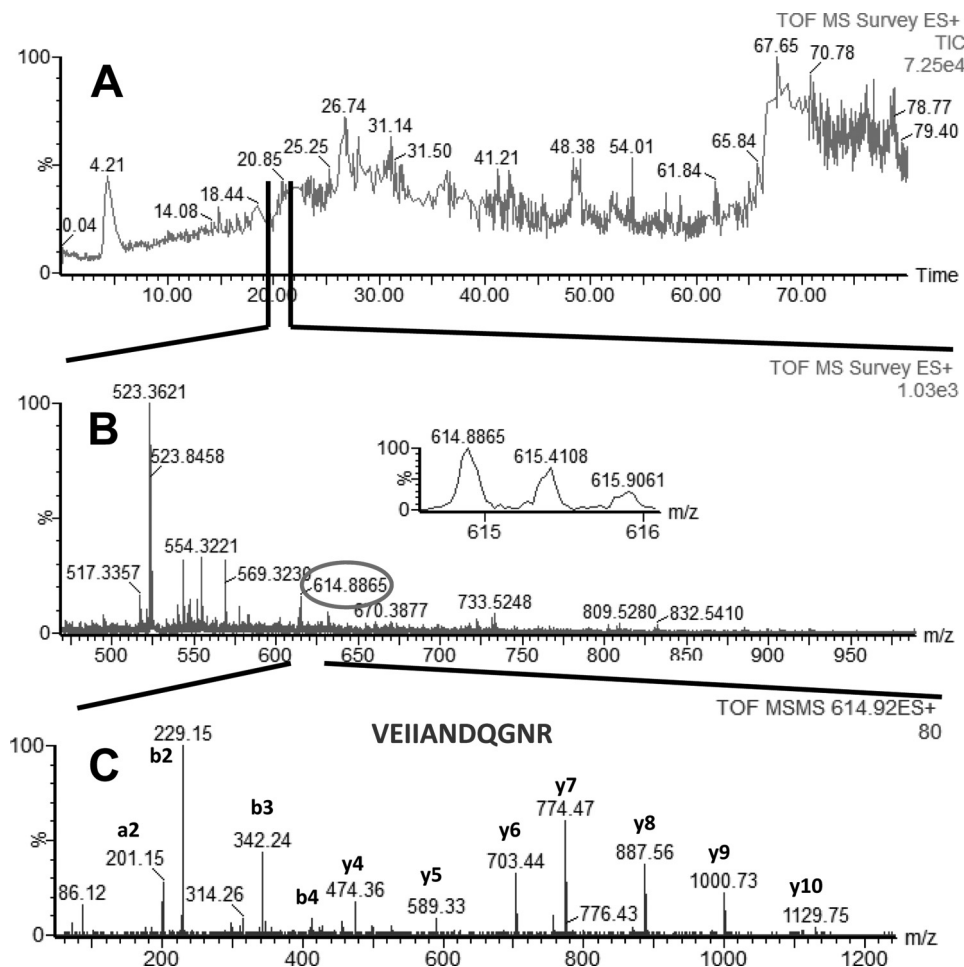 TOF MS Survey ES+
TIC
7.25e4
A
100
%
0
0.04
4.21
14.08
18.44
20.85
25.25
26.74
31.14
31.50
41.21
48.38
54.01
61.84
65.84
67.65
70.78
78.77
79.40
10.00 20.00 30.00 40.00 50.00 60.00 70.00
Time
TOF MS Survey ES+
1.03e3
B
100
%
0
523.3621
523.8458
517.3357
554.3221
569.3230
614.8865
670.3877
733.5248
809.5280
832.5410
100
%
0
614.8865
615.4108
615.9061
615 616
m/z
500 550 600 650 700 750 800 850 900 950
m/z
TOF MSMS 614.92ES+
80
VEIIANDQGNR
C
100
%
0
86.12
a2
201.15
229.15
b2
314.26
b3
342.24
b4
y4
474.36
y5
589.33
y6
703.44
y7
774.47
776.43
y8
887.56
y9
1000.73
y10
1129.75
200 400 600 800 1000 1200
m/z